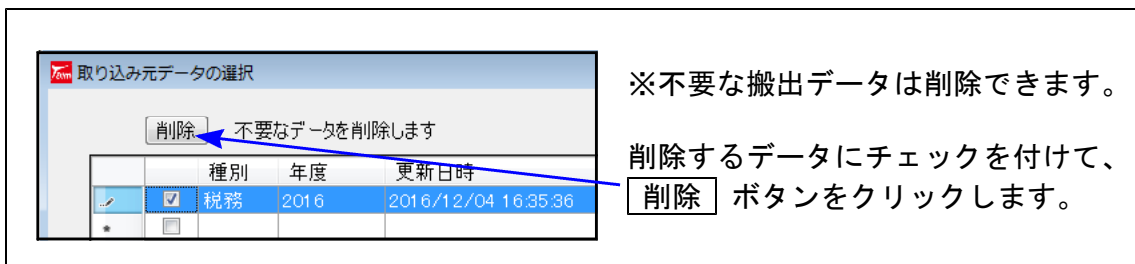 Team 取り込み元データの選択
削除 不要なデータを削除します
種別 年度 更新日時
税務 2016 2016/12/04 16:35:36
*
※不要な搬出データは削除できます。
削除するデータにチェックを付けて、
削除 ボタンをクリックします。